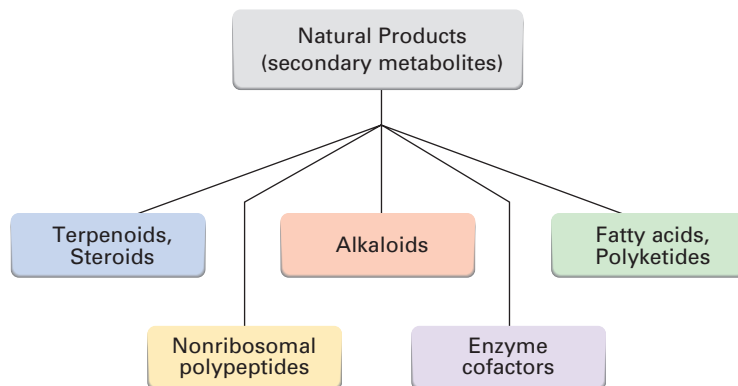 Natural Products
(secondary metabolites)
Terpenoids,
Steroids
Alkaloids
Fatty acids,
Polyketides
Nonribosomal
polypeptides
Enzyme
cofactors